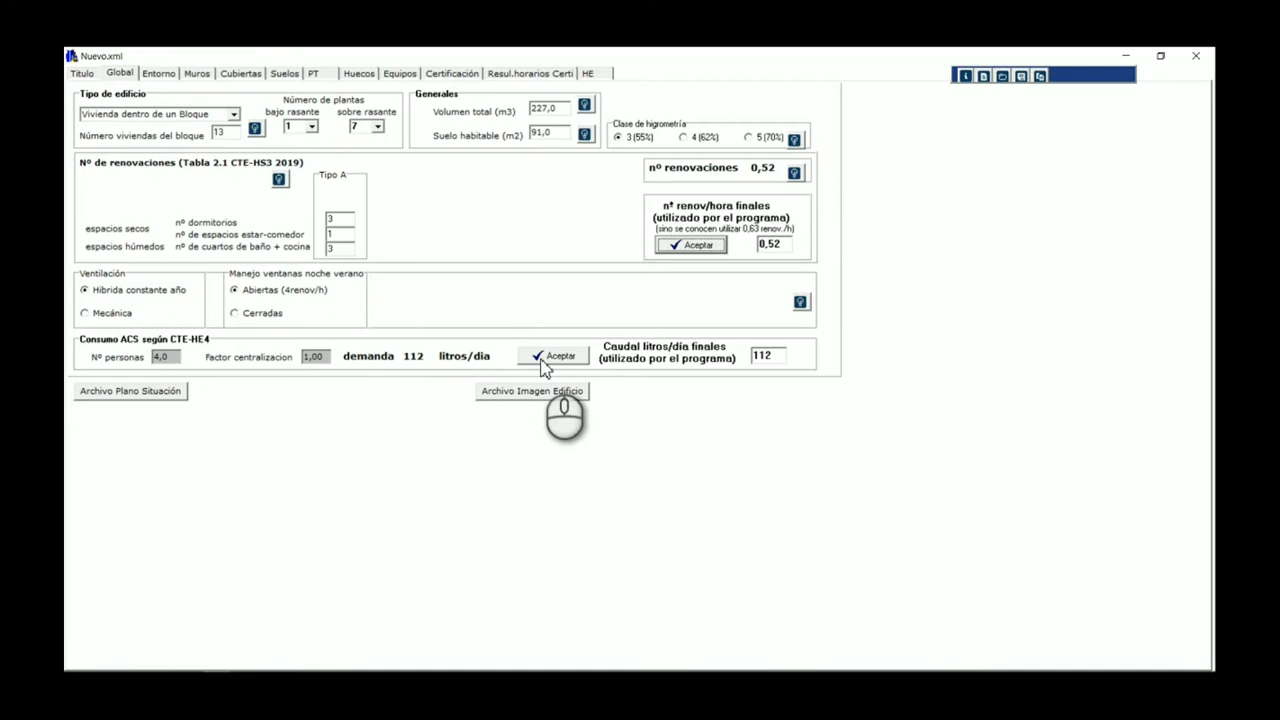 Nuevo.xml
Titulo Global Entorno Muros Cubiertas Suelos PT Huecos Equipos Certificación Resul.horarios Certi HE
Tipo de edificio
Vivienda dentro de un Bloque
Número viviendas del bloque 13
Número de plantas
bajo rasante sobre rasante
1 7
Generales
Volumen total (m3) 227,0
Suelo habitable (m2) 91,0
Clase de higrometría
3 (55%) 4 (62%) 5 (70%)
Nº de renovaciones (Tabla 2.1 CTE-HS3 2019)
Tipo A
espacios secos nº dormitorios 3
nº de espacios estar-comedor 1
espacios húmedos nº de cuartos de baño + cocina 3
nº renovaciones 0,52
nª renov/hora finales
(utilizado por el programa)
(sino se conocen utilizar 0,63 renov./h)
Aceptar 0,52
Ventilación
Hibrida constante año
Mecánica
Manejo ventanas noche verano
Abiertas (4renov/h)
Cerradas
Consumo ACS según CTE-HE4
Nº personas 4,0 Factor centralizacion 1,00 demanda 112 litros/dia Aceptar
Caudal litros/día finales
(utilizado por el programa) 112
Archivo Plano Situación Archivo Imagen Edificio